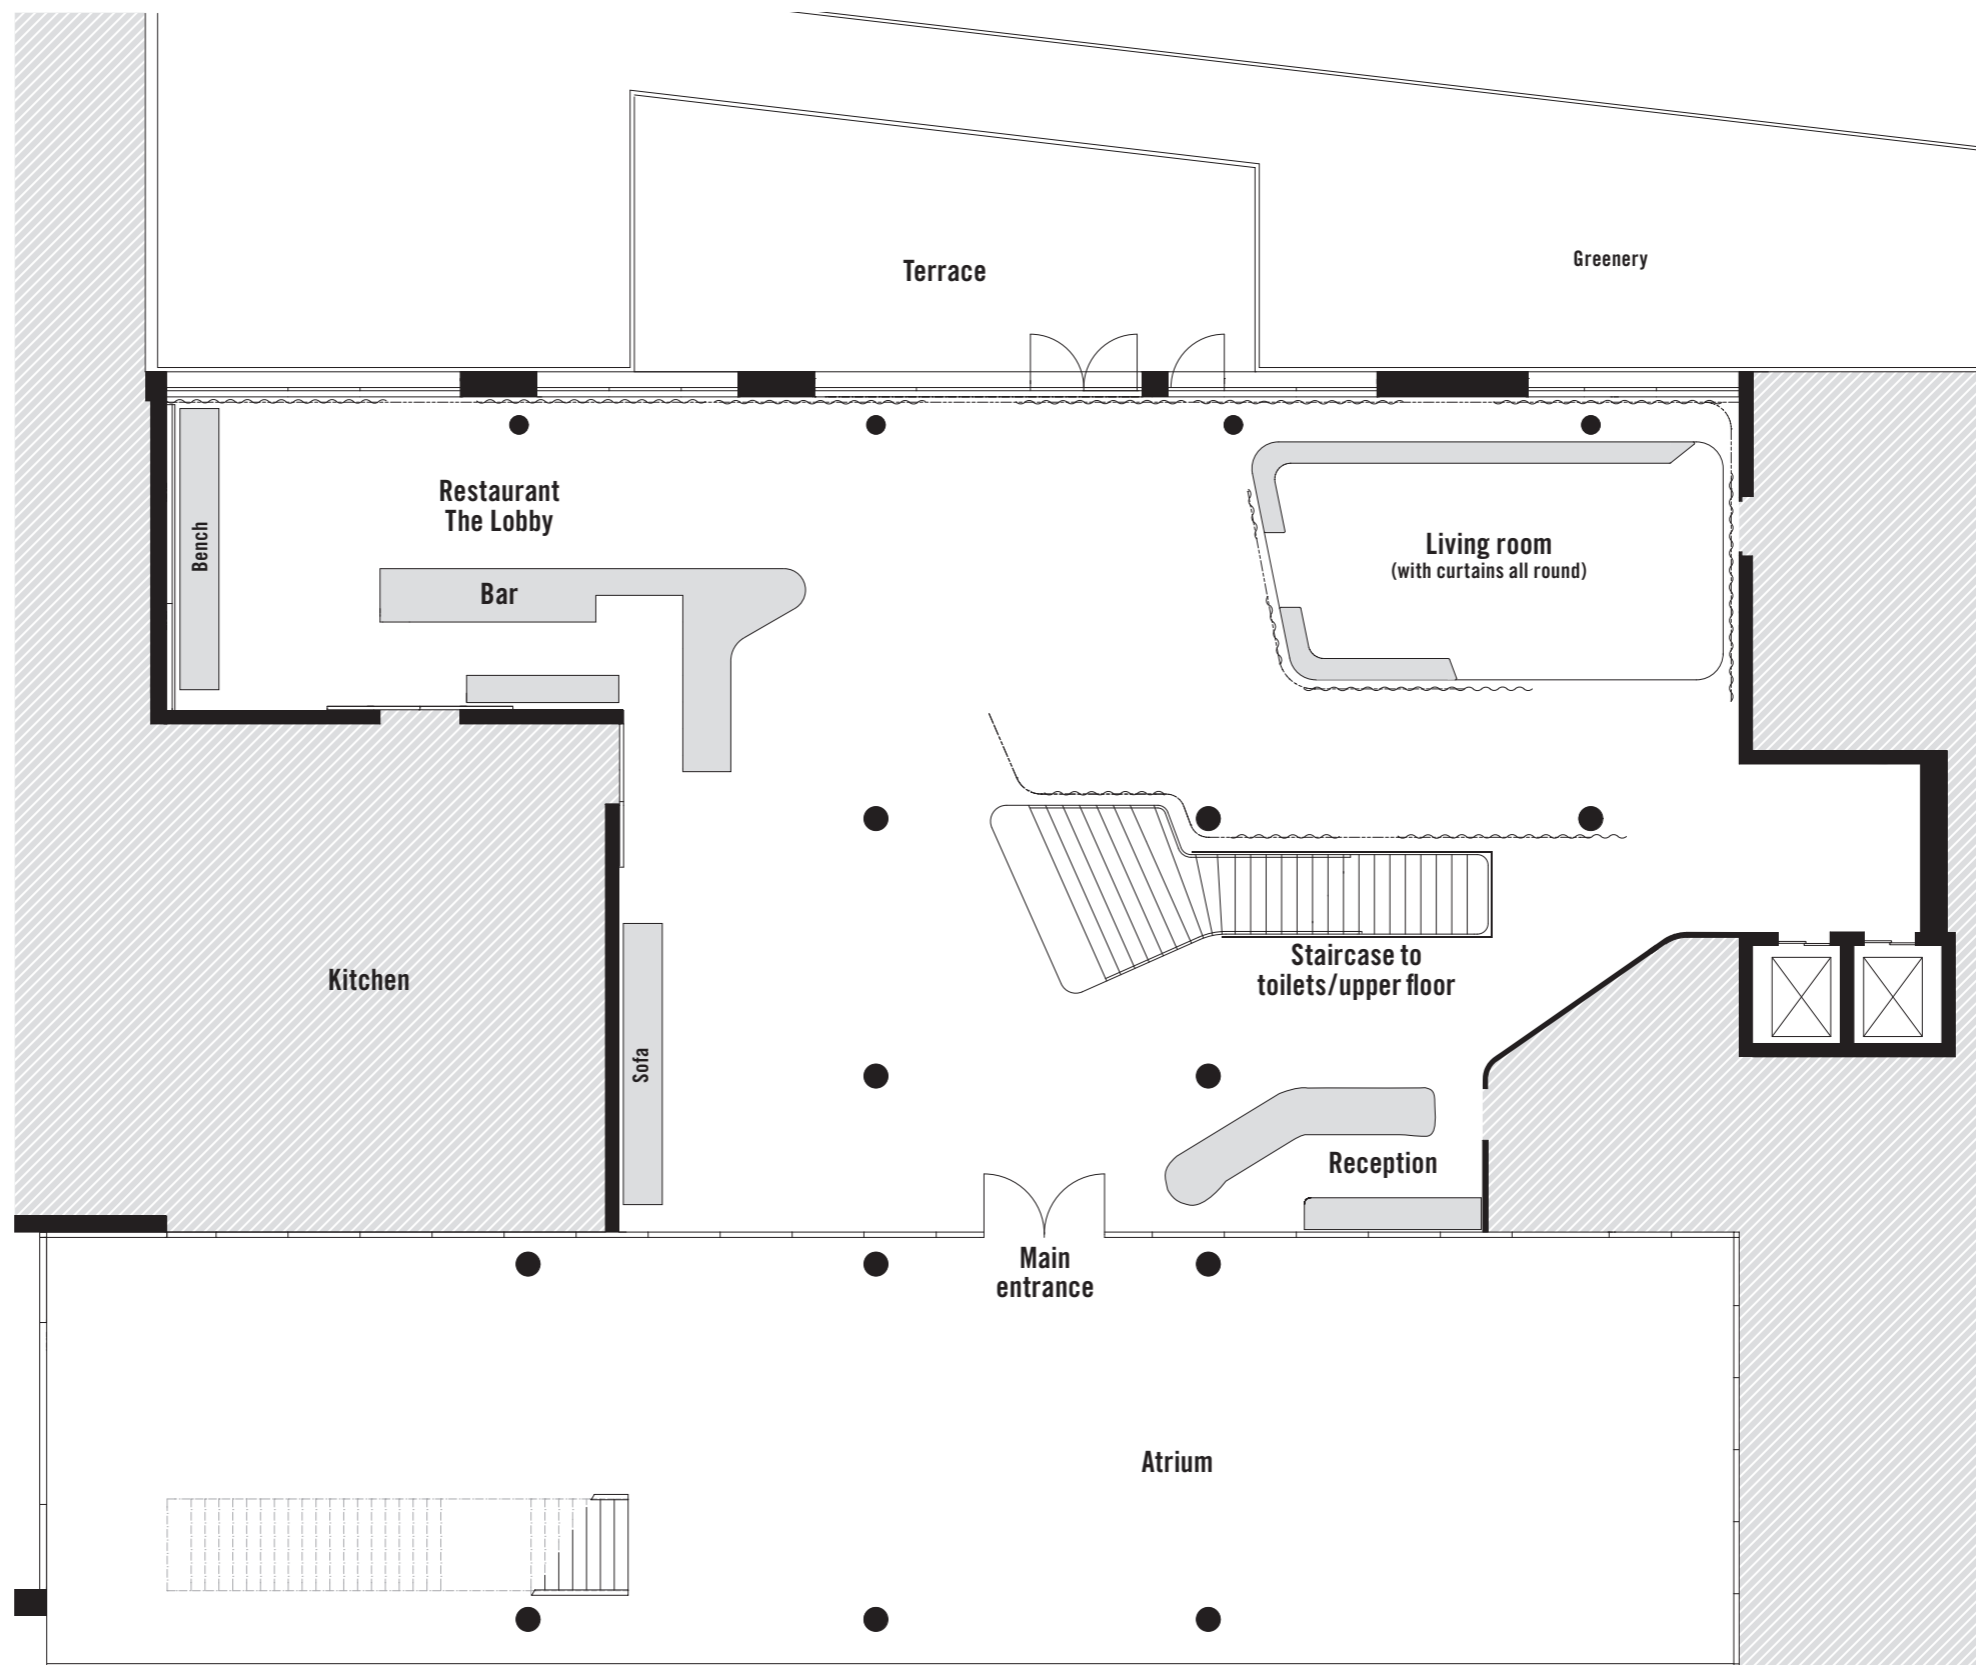 Greenery
Terrace
Restaurant
The Lobby
Bench
Bar
Living room
(with curtains all round)
Staircase to
toilets/upper floor
Kitchen
Sofa
Reception
Main
entrance
Atrium